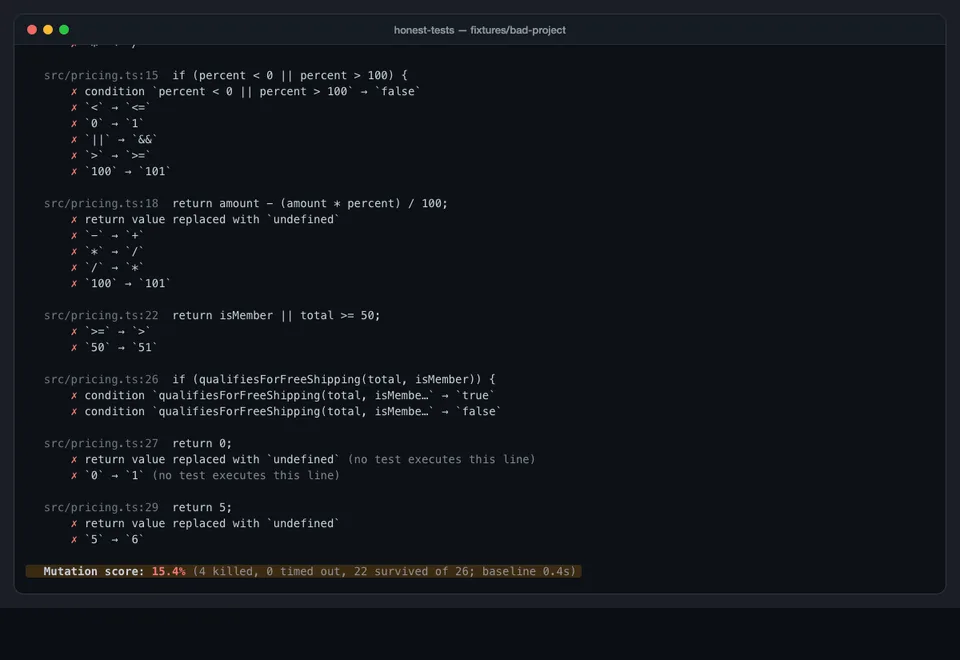 honest-tests — fixtures/bad-project
src/pricing.ts:15  if (percent < 0 || percent > 100) {
✗ condition `percent < 0 || percent > 100` → `false`
✗ `<` → `<=`
✗ `0` → `1`
✗ `||` → `&&`
✗ `>` → `>=`
✗ `100` → `101`
src/pricing.ts:18  return amount − (amount * percent) / 100;
✗ return value replaced with `undefined`
✗ `−` → `+`
✗ `*` → `/`
✗ `/` → `*`
✗ `100` → `101`
src/pricing.ts:22  return isMember || total >= 50;
✗ `>=` → `>`
✗ `50` → `51`
src/pricing.ts:26  if (qualifiesForFreeShipping(total, isMember)) {
✗ condition `qualifiesForFreeShipping(total, isMembe…` → `true`
✗ condition `qualifiesForFreeShipping(total, isMembe…` → `false`
src/pricing.ts:27  return 0;
✗ return value replaced with `undefined` (no test executes this line)
✗ `0` → `1` (no test executes this line)
src/pricing.ts:29  return 5;
✗ return value replaced with `undefined`
✗ `5` → `6`
Mutation score: 15.4% (4 killed, 0 timed out, 22 survived of 26; baseline 0.4s)